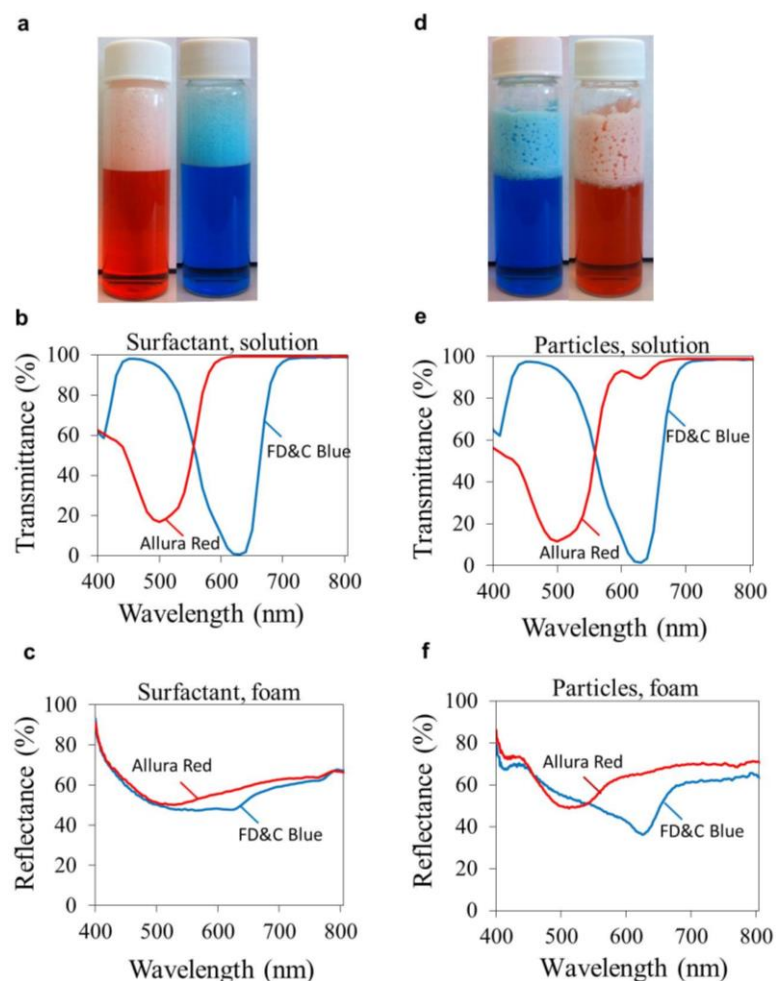 a
b
Surfactant, solution
100
80
60
40
20
0
Transmittance (%)
FD&C Blue
Allura Red
400 500 600 700 800
Wavelength (nm)
c
Surfactant, foam
100
80
60
40
20
0
Reflectance (%)
Allura Red
FD&C Blue
400 500 600 700 800
Wavelength (nm)
d
e
Particles, solution
100
80
60
40
20
0
Transmittance (%)
FD&C Blue
Allura Red
400 500 600 700 800
Wavelength (nm)
f
Particles, foam
100
80
60
40
20
0
Reflectance (%)
Allura Red
FD&C Blue
400 500 600 700 800
Wavelength (nm)